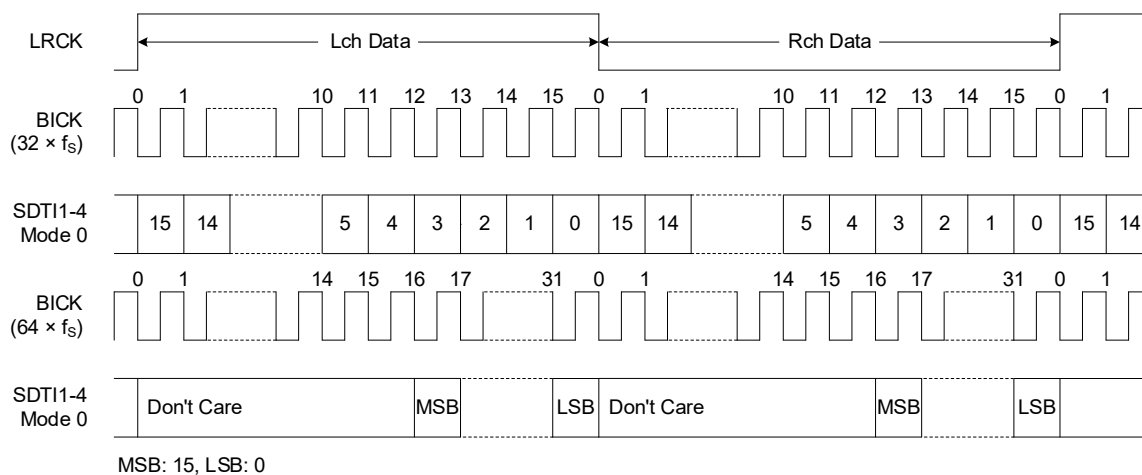 LRCK Lch Data Rch Data
0 1 10 11 12 13 14 15 0 1 10 11 12 13 14 15 0 1
BICK
(32 × fS)
SDTI1-4
Mode 0
15 14 5 4 3 2 1 0 15 14 5 4 3 2 1 0 15 14
0 1 14 15 16 17 31 0 1 14 15 16 17 31 0 1
BICK
(64 × fS)
SDTI1-4
Mode 0
Don't Care MSB LSB Don't Care MSB LSB
MSB: 15, LSB: 0